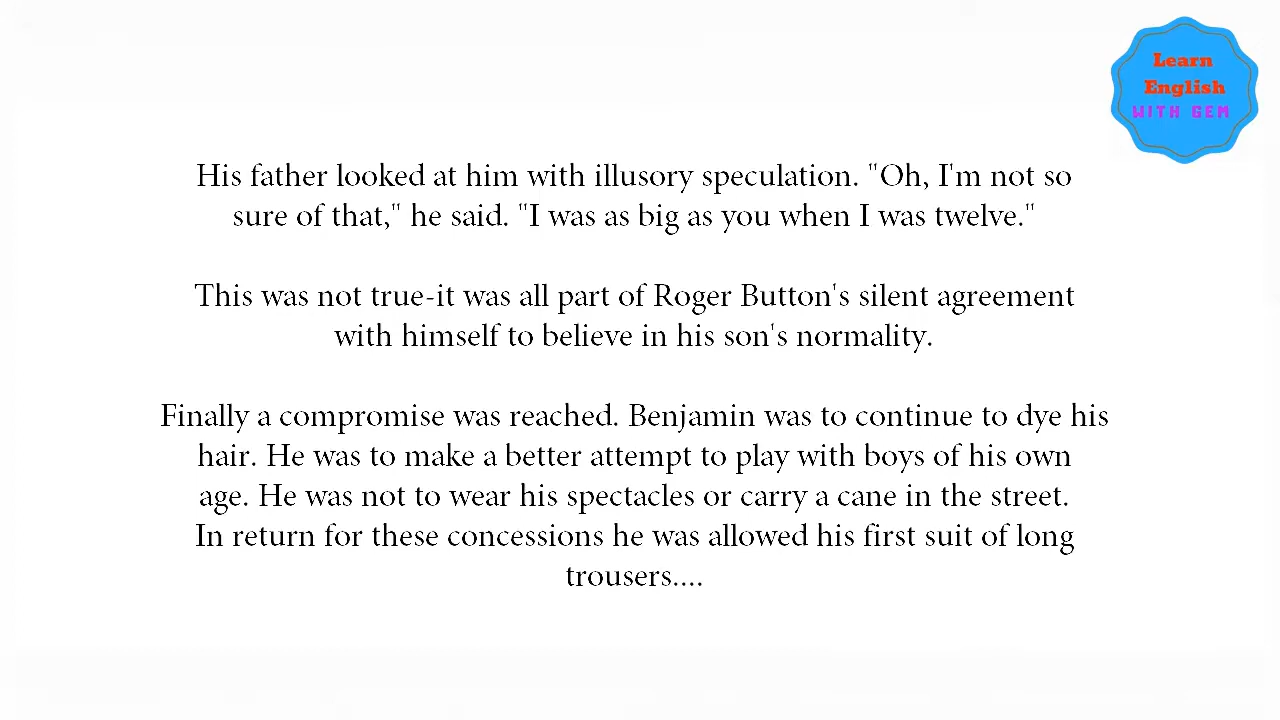 Learn
English
WITH GEM
His father looked at him with illusory speculation. "Oh, I'm not so
sure of that," he said. "I was as big as you when I was twelve."
This was not true-it was all part of Roger Button's silent agreement
with himself to believe in his son's normality.
Finally a compromise was reached. Benjamin was to continue to dye his
hair. He was to make a better attempt to play with boys of his own
age. He was not to wear his spectacles or carry a cane in the street.
In return for these concessions he was allowed his first suit of long
trousers....